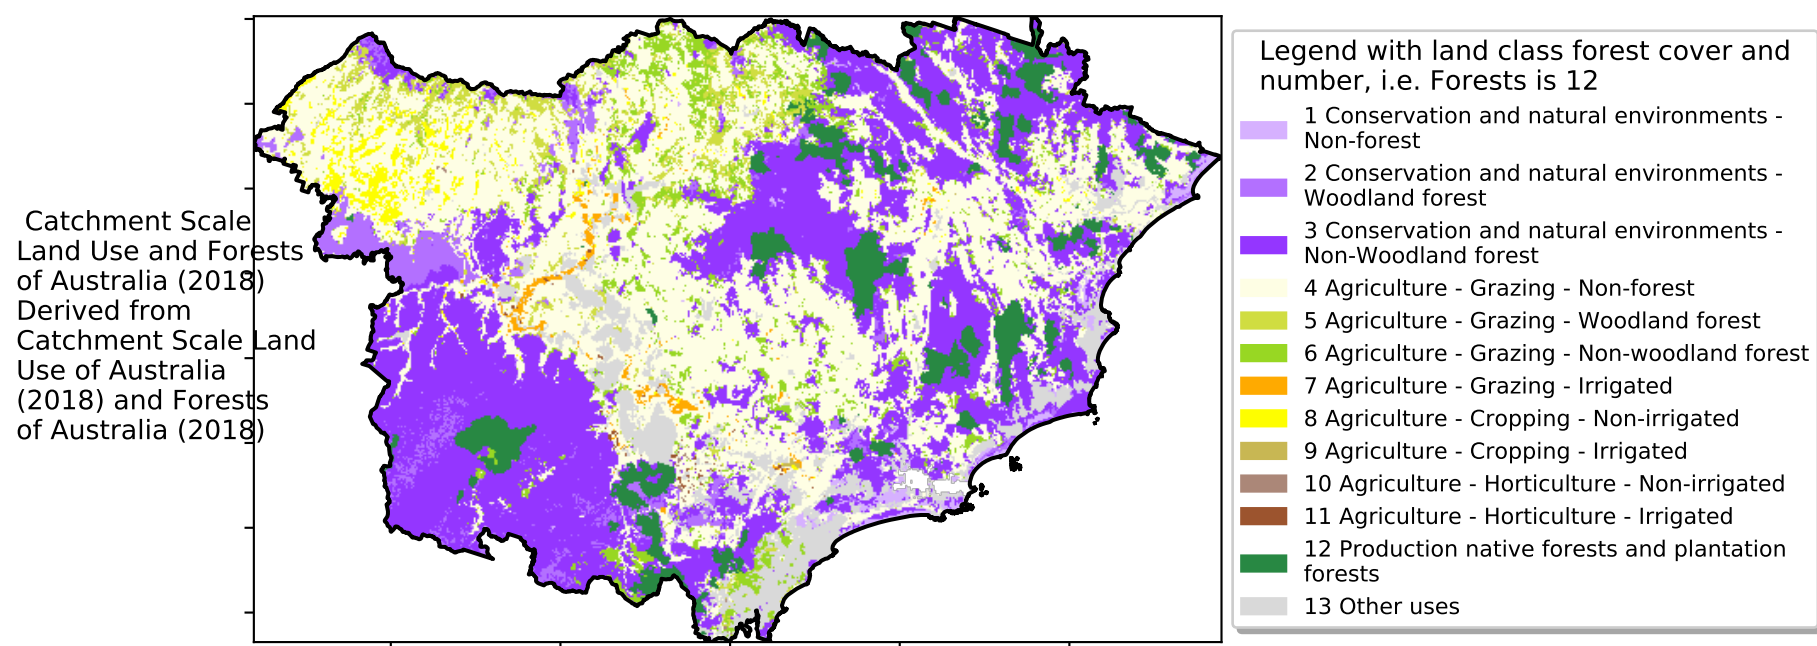 Catchment Scale
Land Use and Forests
of Australia (2018)
Derived from
Catchment Scale Land
Use of Australia
(2018) and Forests
of Australia (2018)
Legend with land class forest cover and
number, i.e. Forests is 12
1 Conservation and natural environments -
Non-forest
2 Conservation and natural environments -
Woodland forest
3 Conservation and natural environments -
Non-Woodland forest
4 Agriculture - Grazing - Non-forest
5 Agriculture - Grazing - Woodland forest
6 Agriculture - Grazing - Non-woodland forest
7 Agriculture - Grazing - Irrigated
8 Agriculture - Cropping - Non-irrigated
9 Agriculture - Cropping - Irrigated
10 Agriculture - Horticulture - Non-irrigated
11 Agriculture - Horticulture - Irrigated
12 Production native forests and plantation
forests
13 Other uses